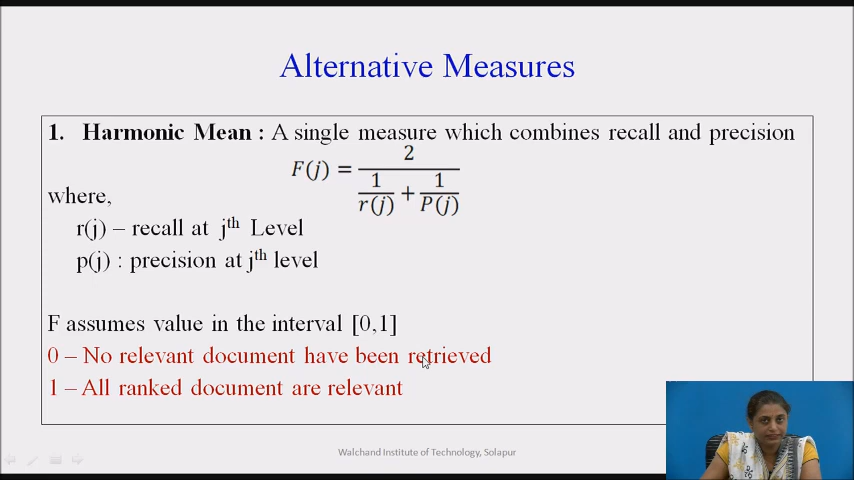 Alternative Measures
1. Harmonic Mean : A single measure which combines recall and precision
F(j) = 2 / (1/r(j) + 1/P(j))
where,
r(j) – recall at jth Level
p(j) : precision at jth level
F assumes value in the interval [0,1]
0 – No relevant document have been retrieved
1 – All ranked document are relevant
Walchand Institute of Technology, Solapur